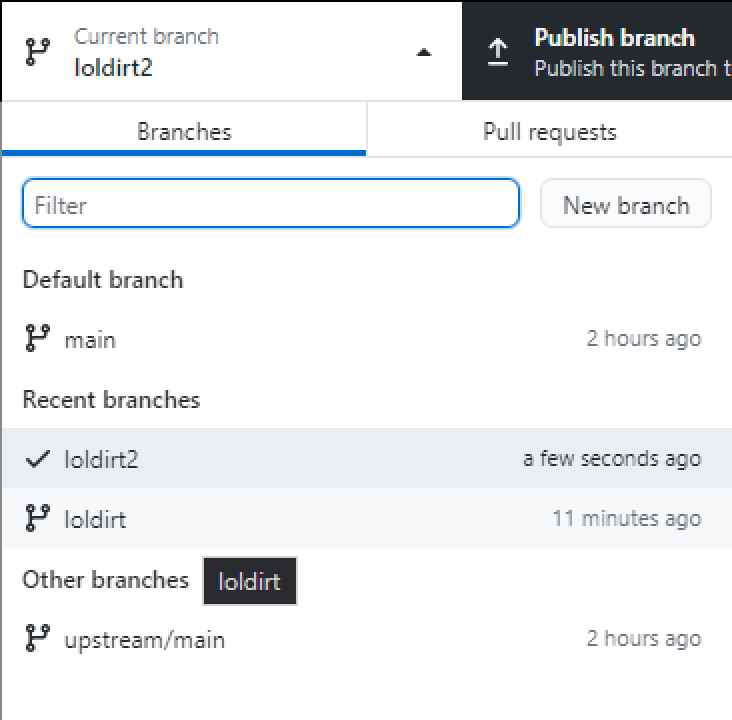 Current branch
loldirt2
Publish branch
Publish this branch t
Branches
Pull requests
Filter
New branch
Default branch
main
2 hours ago
Recent branches
loldirt2
a few seconds ago
loldirt
11 minutes ago
Other branches
loldirt
upstream/main
2 hours ago